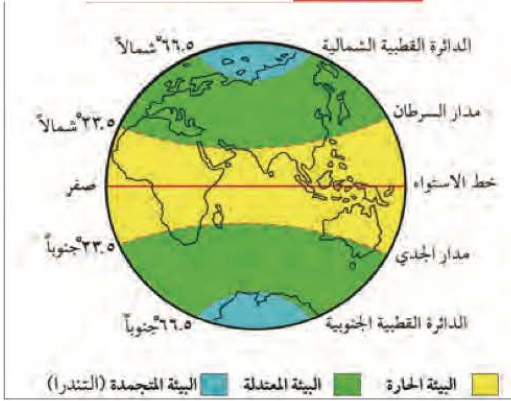 الدائرة القطبية الشمالية
٦٦.٥° شمالاً
مدار السرطان
٢٣.٥° شمالاً
خط الاستواء
صفر
مدار الجدي
٢٣.٥° جنوباً
الدائرة القطبية الجنوبية
٦٦.٥° جنوباً
البيئة الحارة
البيئة المعتدلة
البيئة المتجمدة (التندرا)